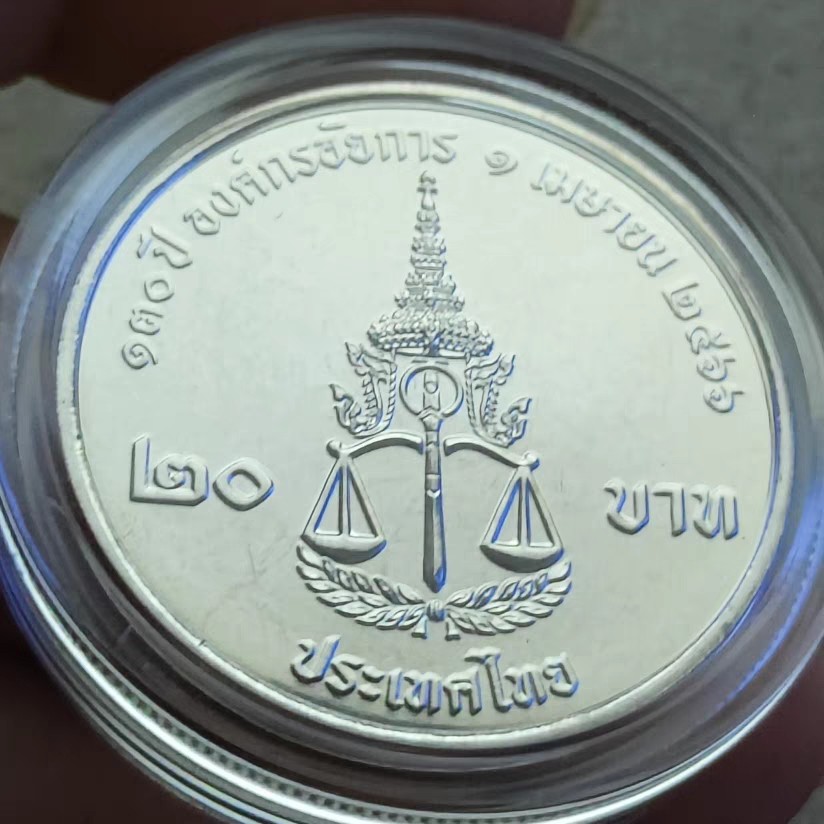 ๑๓๐ ปี องค์กรอัยการ ๑ เมษายน ๒๕๖๖
๒๐ บาท
ประเทศไทย